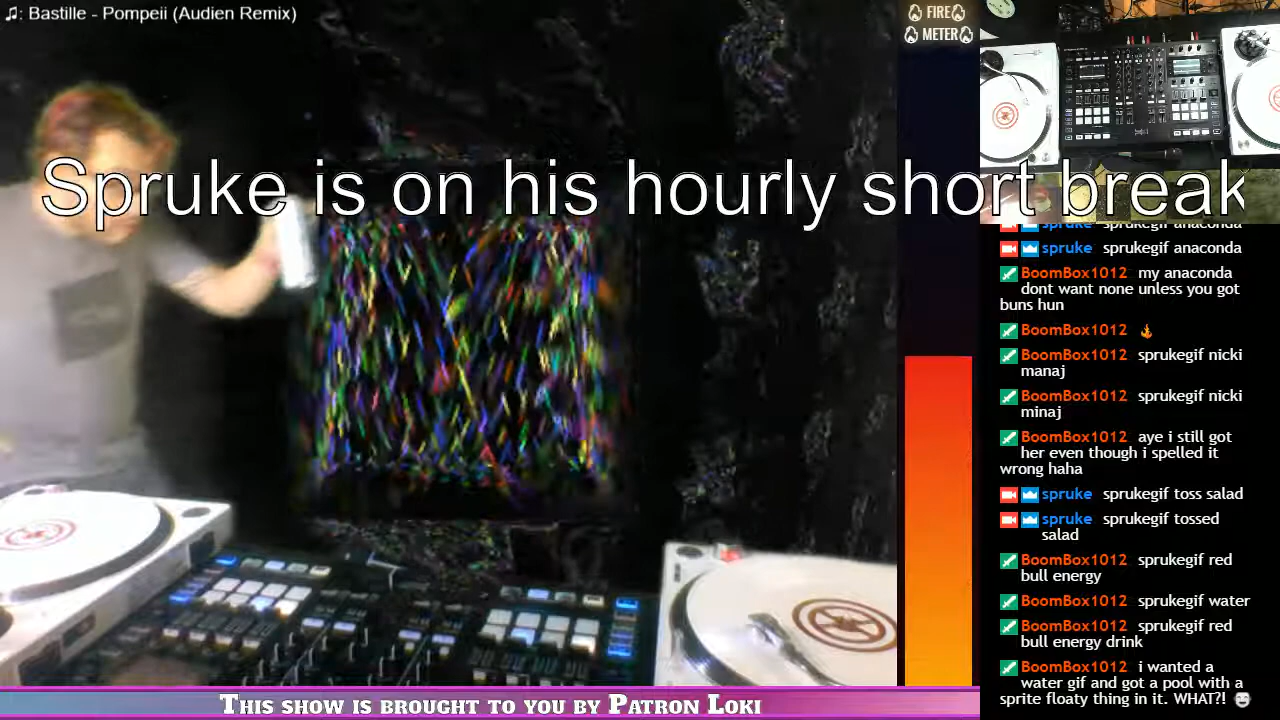 ♫: Bastille - Pompeii (Audien Remix)
FIRE
METER
Spruke is on his hourly short break
spruke sprukegif anaconda
spruke sprukegif anaconda
BoomBox1012 my anaconda
dont want none unless you got
buns hun
BoomBox1012
BoomBox1012 sprukegif nicki
manaj
BoomBox1012 sprukegif nicki
minaj
BoomBox1012 aye i still got
her even though i spelled it
wrong haha
spruke sprukegif toss salad
spruke sprukegif tossed
salad
BoomBox1012 sprukegif red
bull energy
BoomBox1012 sprukegif water
BoomBox1012 sprukegif red
bull energy drink
BoomBox1012 i wanted a
water gif and got a pool with a
sprite floaty thing in it. WHAT?!
This show is brought to you by Patron Loki